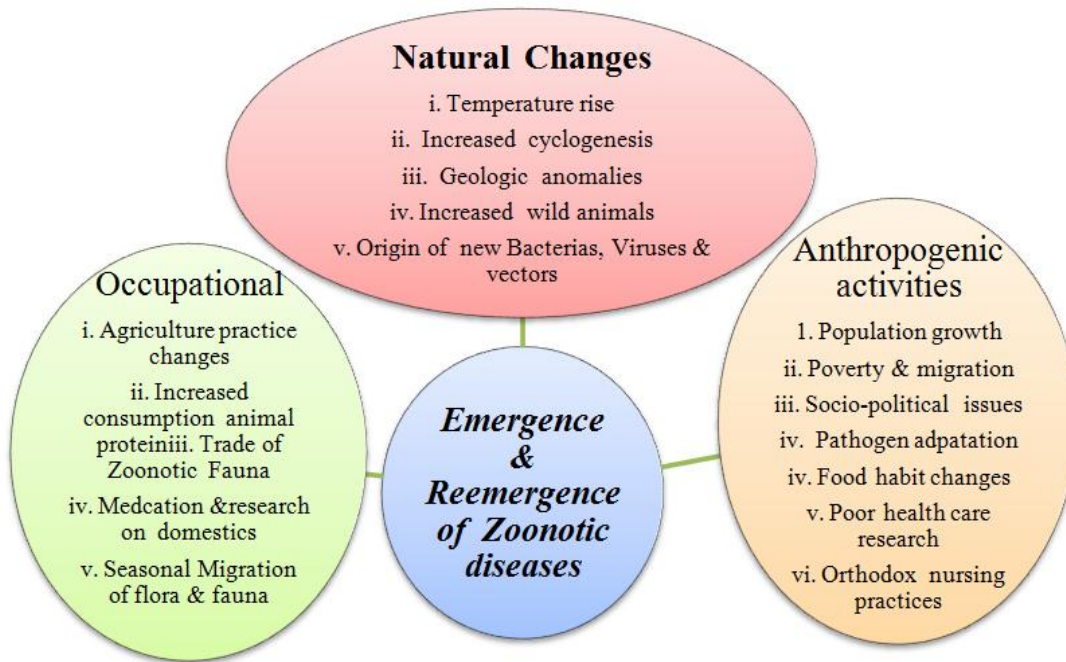 Natural Changes
i. Temperature rise
ii. Increased cyclogenesis
iii. Geologic anomalies
iv. Increased wild animals
v. Origin of new Bacterias, Viruses &
vectors
Occupational
i. Agriculture practice
changes
ii. Increased
consumption animal
proteiniii. Trade of
Zoonotic Fauna
iv. Medcation &research
on domestics
v. Seasonal Migration
of flora & fauna
Emergence
&
Reemergence
of Zoonotic
diseases
Anthropogenic
activities
1. Population growth
ii. Poverty & migration
iii. Socio-political issues
iv. Pathogen adpatation
iv. Food habit changes
v. Poor health care
research
vi. Orthodox nursing
practices